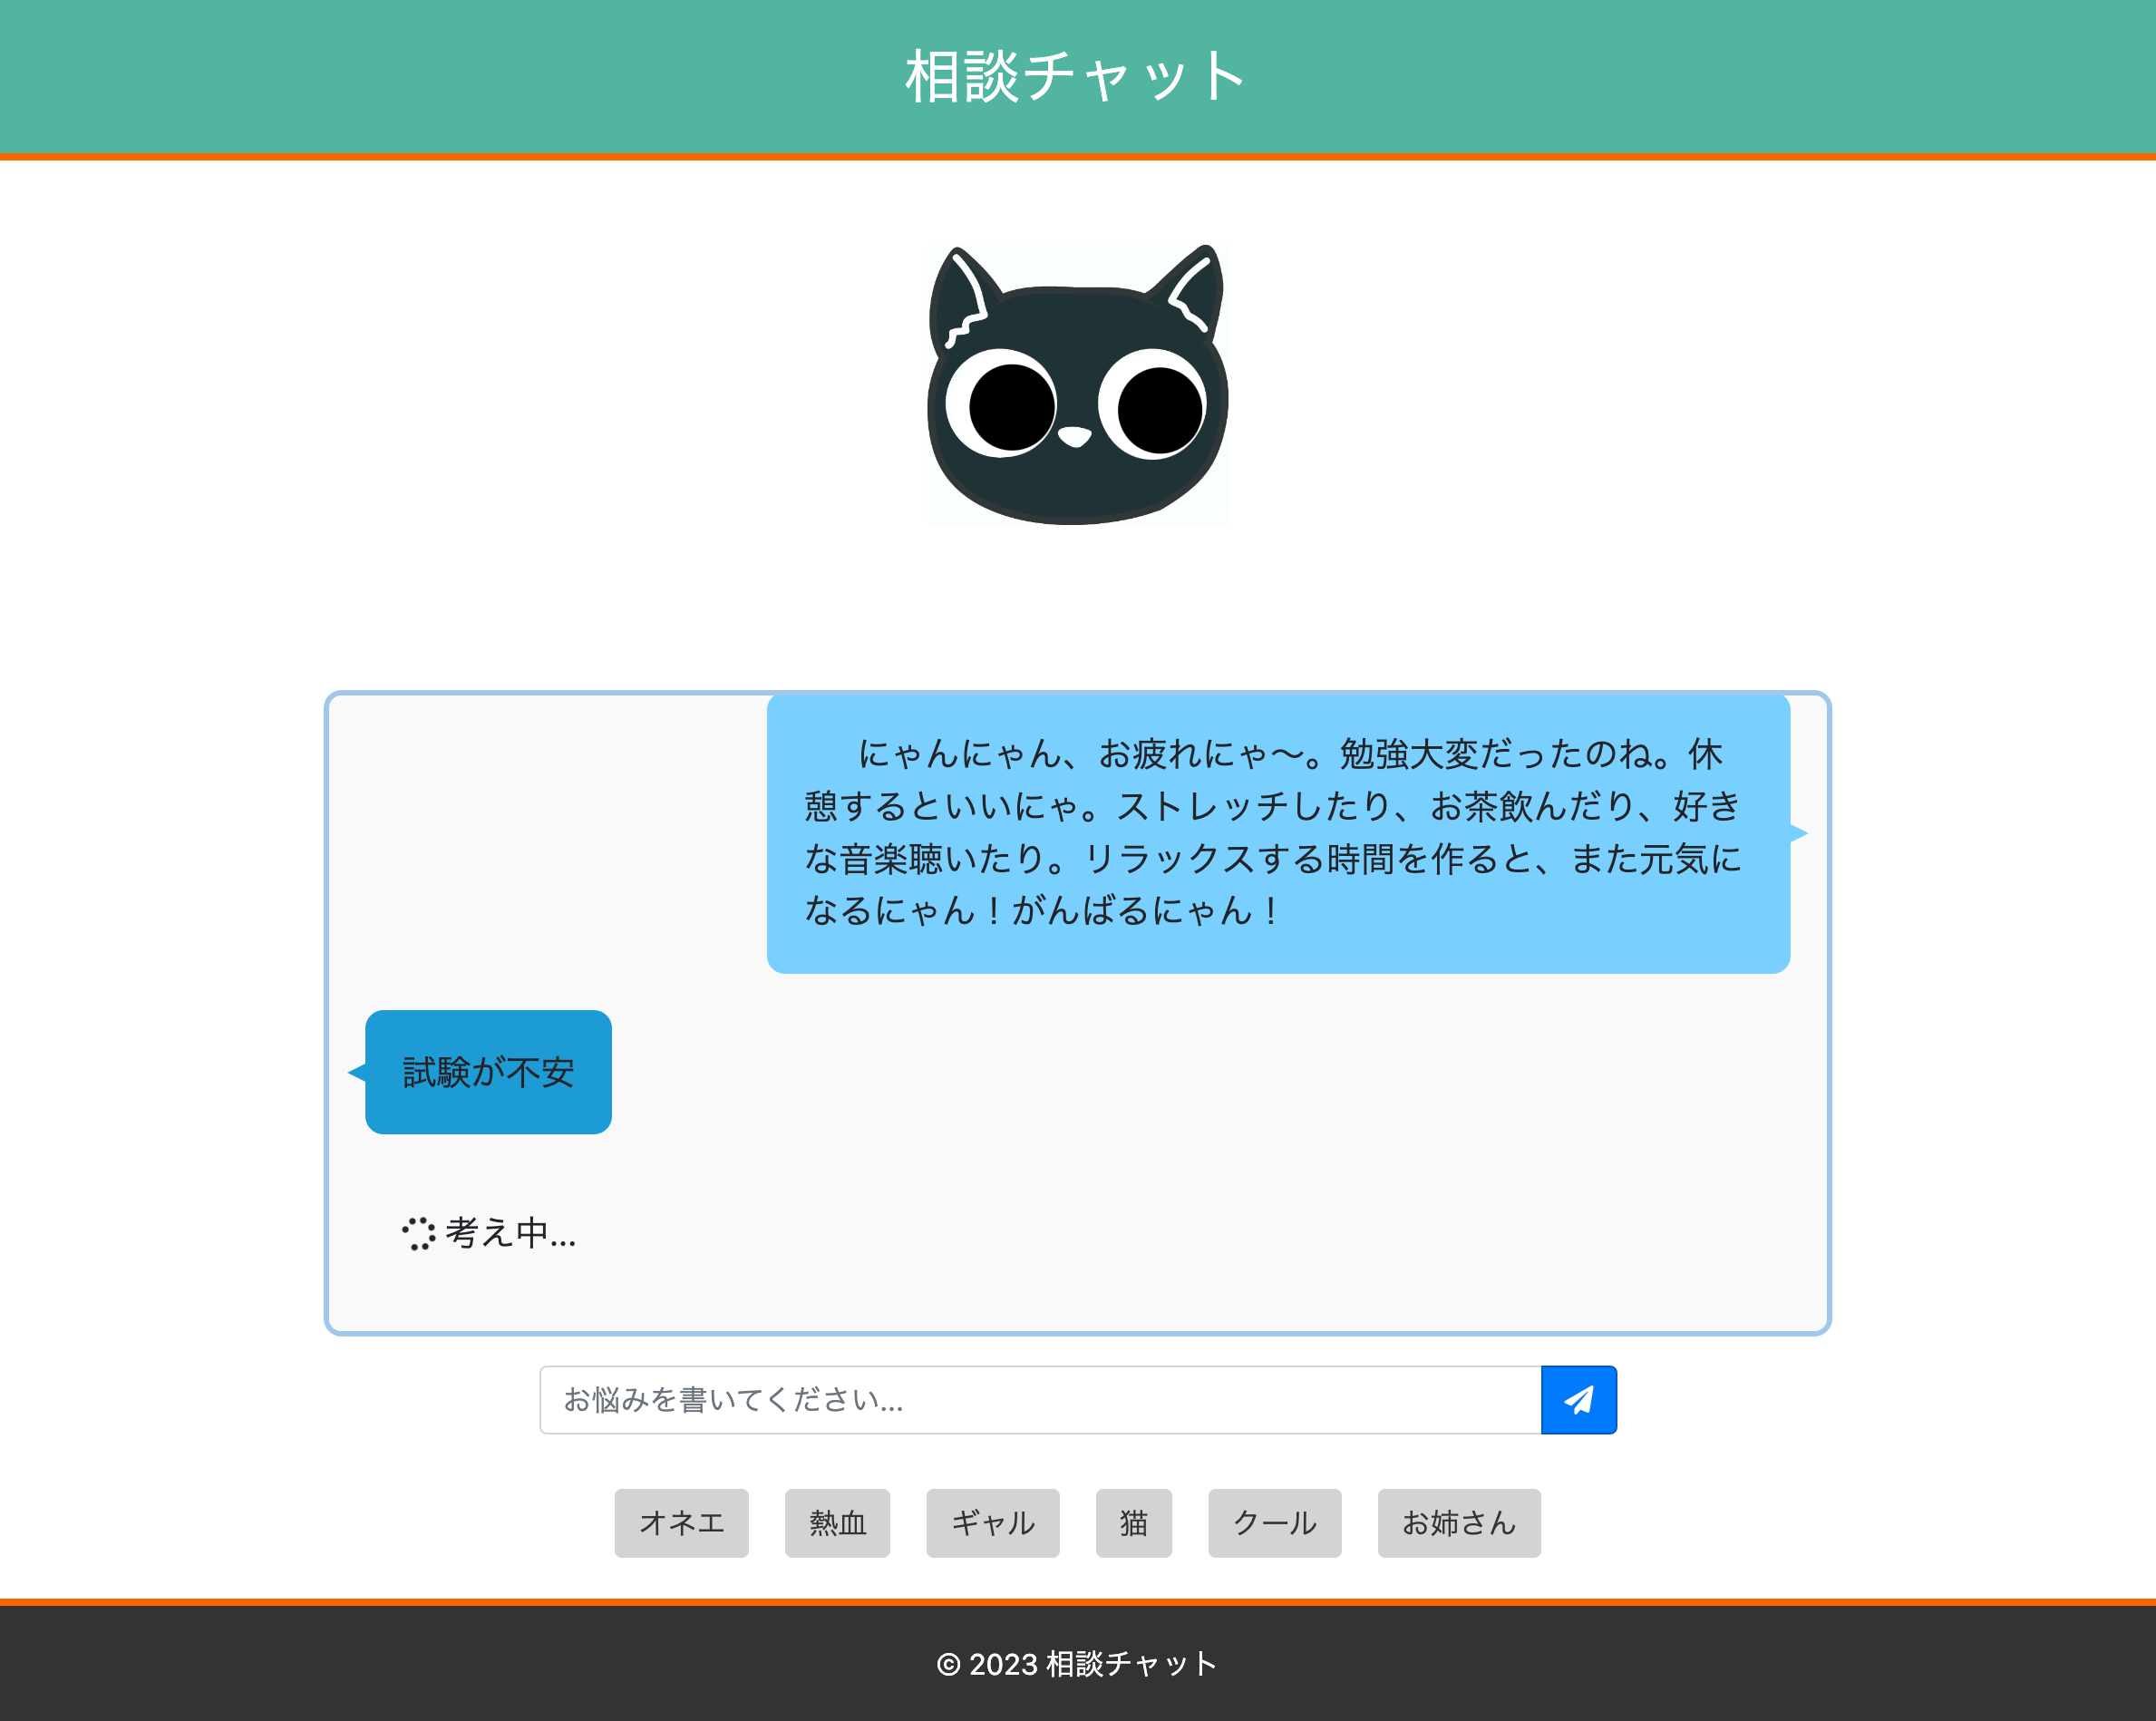 相談チャット
にゃんにゃん、お疲れにゃ〜。勉強大変だったのね。休
憩するといいにゃ。ストレッチしたり、お茶飲んだり、好き
な音楽聴いたり。リラックスする時間を作ると、また元気に
なるにゃん！がんばるにゃん！
試験が不安
考え中...
お悩みを書いてください...
オネエ
熱血
ギャル
猫
クール
お姉さん
© 2023 相談チャット